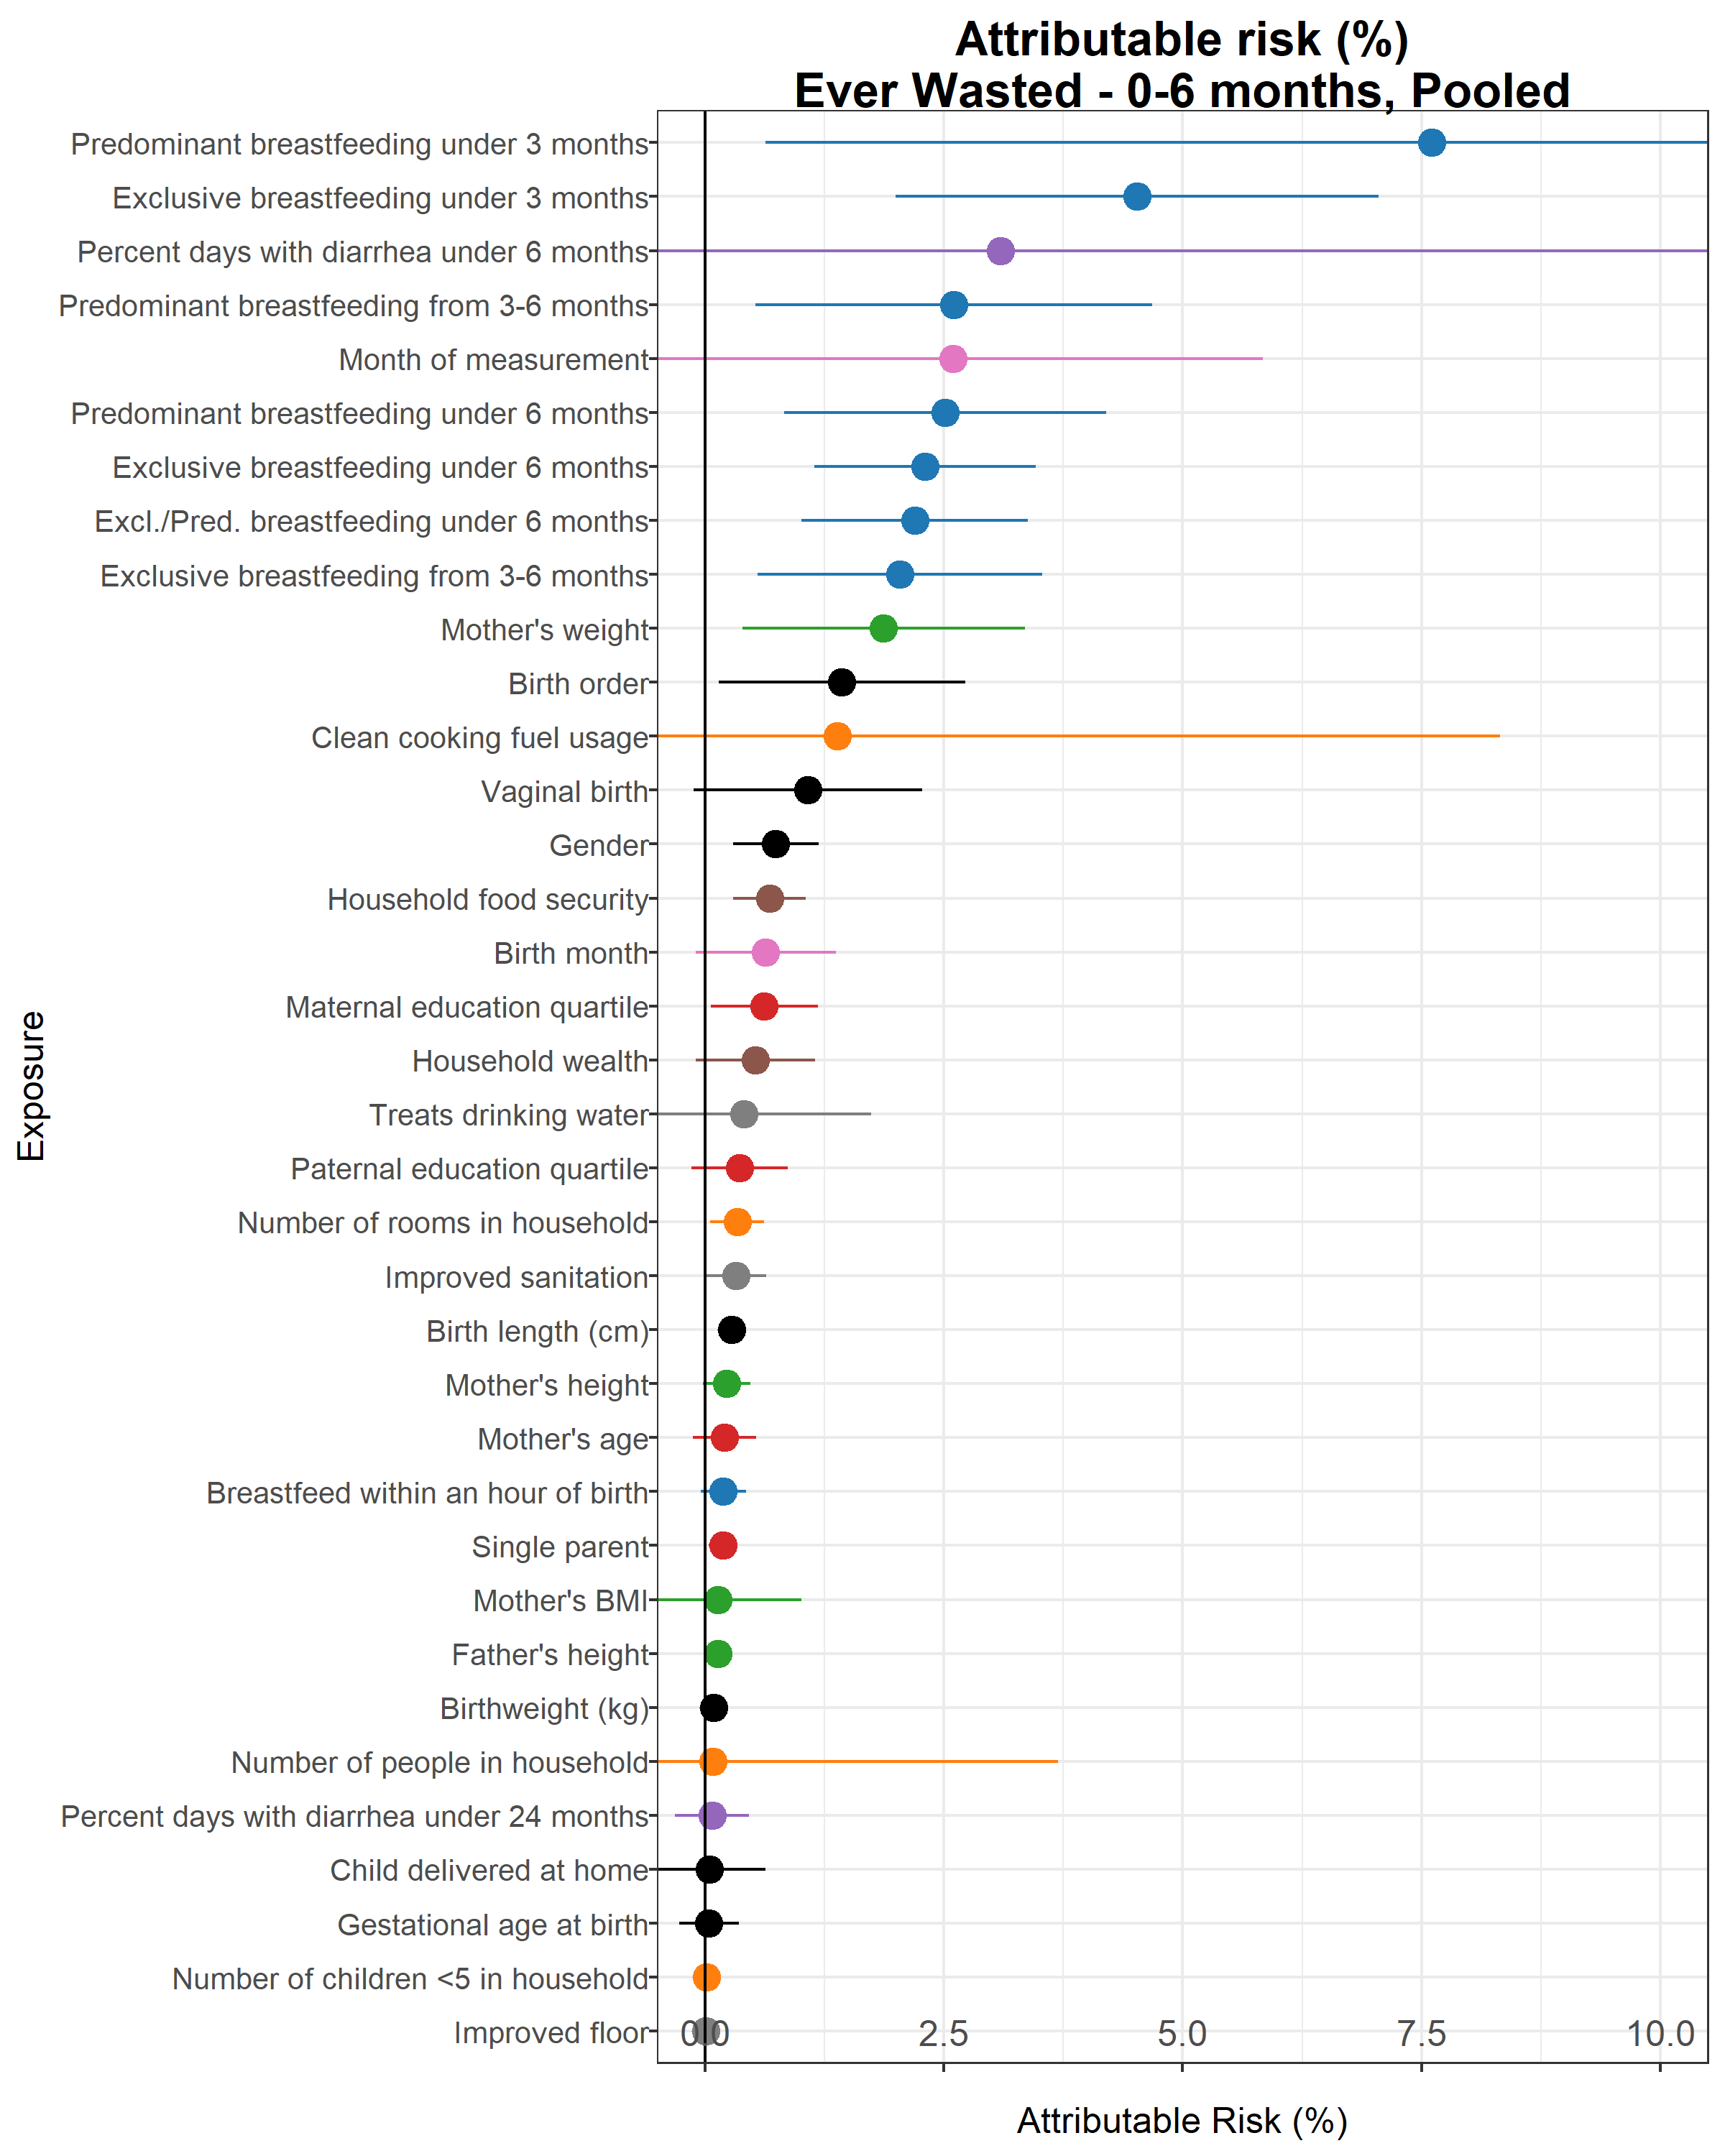 Attributable risk (%)
Ever Wasted - 0-6 months, Pooled
Exposure
Predominant breastfeeding under 3 months
Exclusive breastfeeding under 3 months
Percent days with diarrhea under 6 months
Predominant breastfeeding from 3-6 months
Month of measurement
Predominant breastfeeding under 6 months
Exclusive breastfeeding under 6 months
Excl./Pred. breastfeeding under 6 months
Exclusive breastfeeding from 3-6 months
Mother's weight
Birth order
Clean cooking fuel usage
Vaginal birth
Gender
Household food security
Birth month
Maternal education quartile
Household wealth
Treats drinking water
Paternal education quartile
Number of rooms in household
Improved sanitation
Birth length (cm)
Mother's height
Mother's age
Breastfeed within an hour of birth
Single parent
Mother's BMI
Father's height
Birthweight (kg)
Number of people in household
Percent days with diarrhea under 24 months
Child delivered at home
Gestational age at birth
Number of children <5 in household
Improved floor
0.0 2.5 5.0 7.5 10.0
Attributable Risk (%)